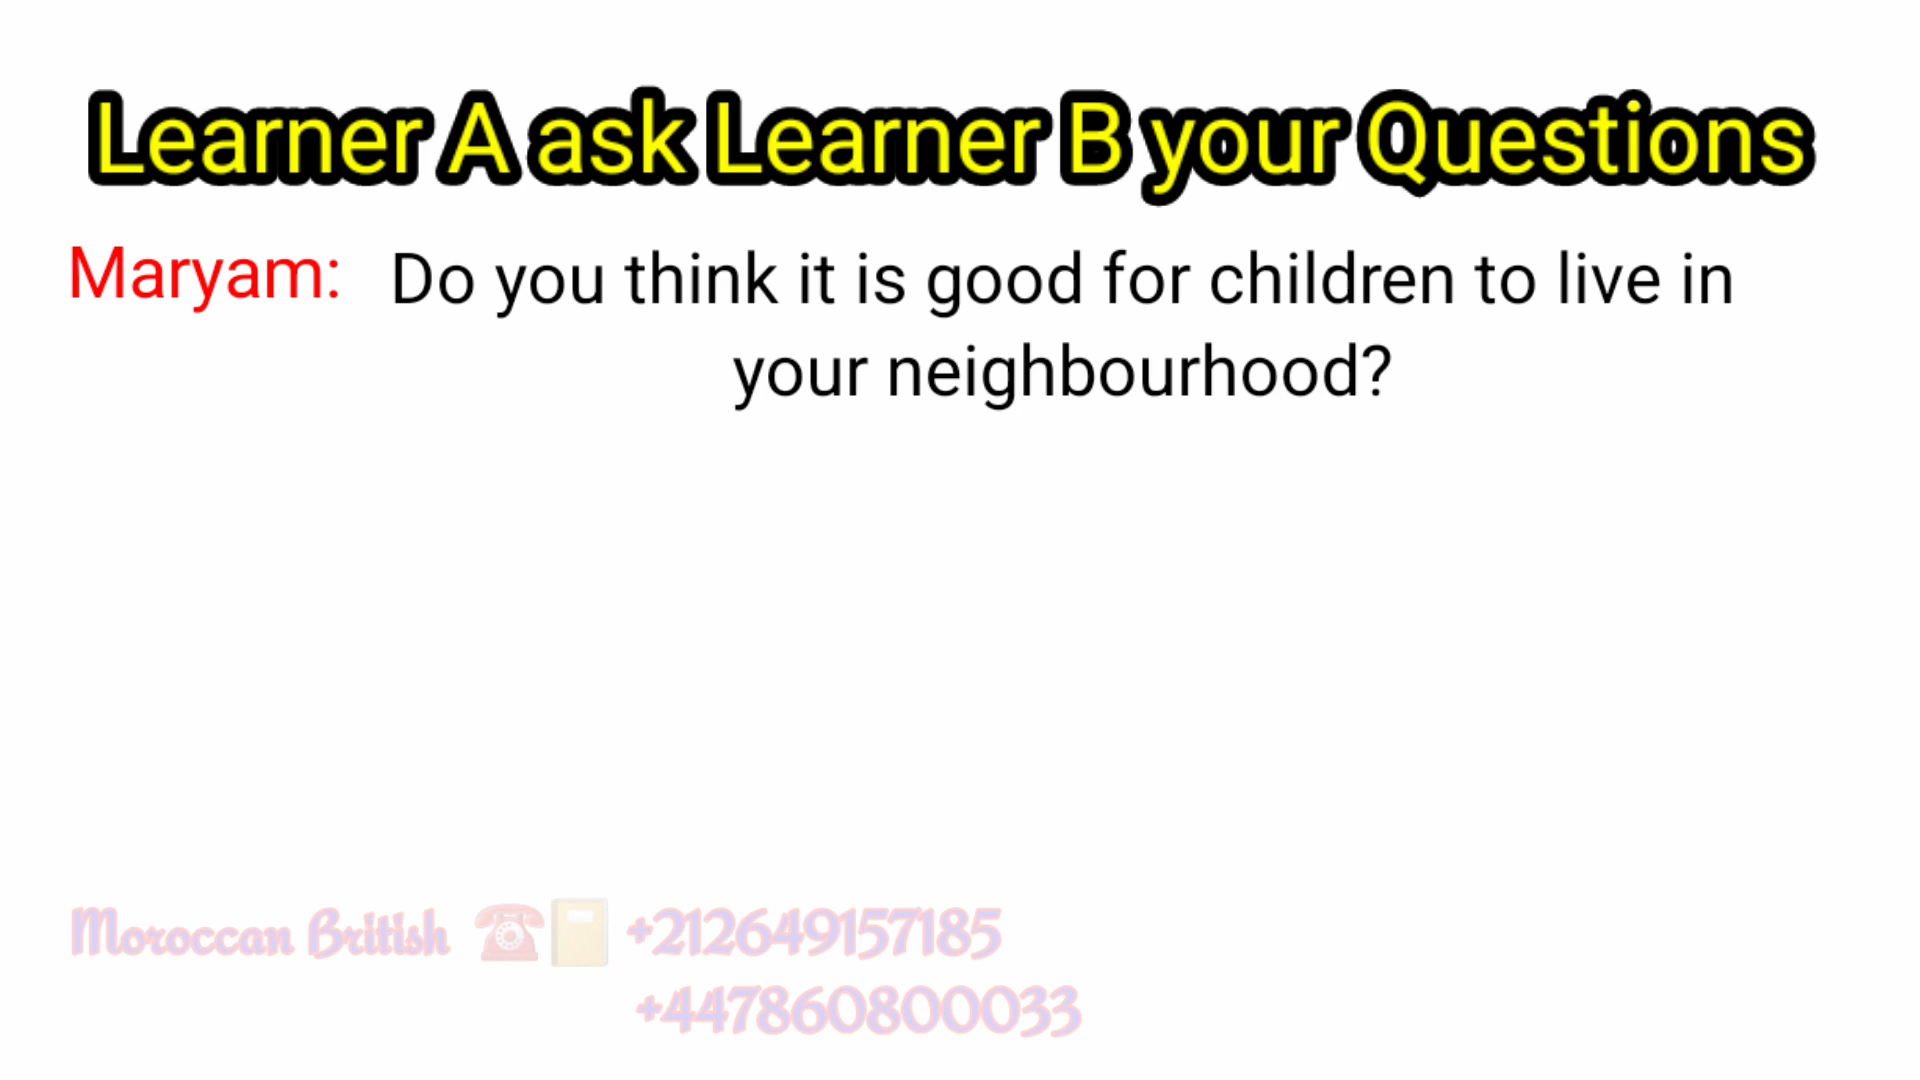 Learner A ask Learner B your Questions
Maryam: Do you think it is good for children to live in
your neighbourhood?
Moroccan British +212649157185
+447860800033